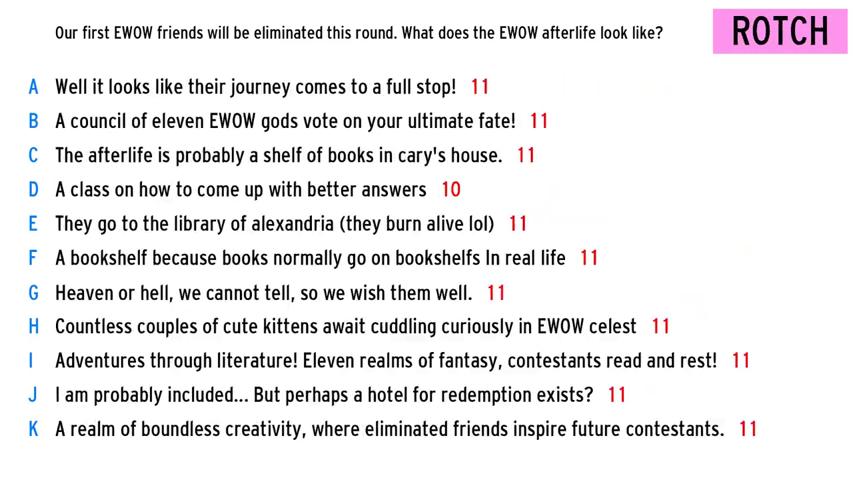 Our first EWOW friends will be eliminated this round. What does the EWOW afterlife look like?
ROTCH
A Well it looks like their journey comes to a full stop! 11
B A council of eleven EWOW gods vote on your ultimate fate! 11
C The afterlife is probably a shelf of books in cary's house. 11
D A class on how to come up with better answers 10
E They go to the library of alexandria (they burn alive lol) 11
F A bookshelf because books normally go on bookshelfs In real life 11
G Heaven or hell, we cannot tell, so we wish them well. 11
H Countless couples of cute kittens await cuddling curiously in EWOW celest 11
I Adventures through literature! Eleven realms of fantasy, contestants read and rest! 11
J I am probably included... But perhaps a hotel for redemption exists? 11
K A realm of boundless creativity, where eliminated friends inspire future contestants. 11